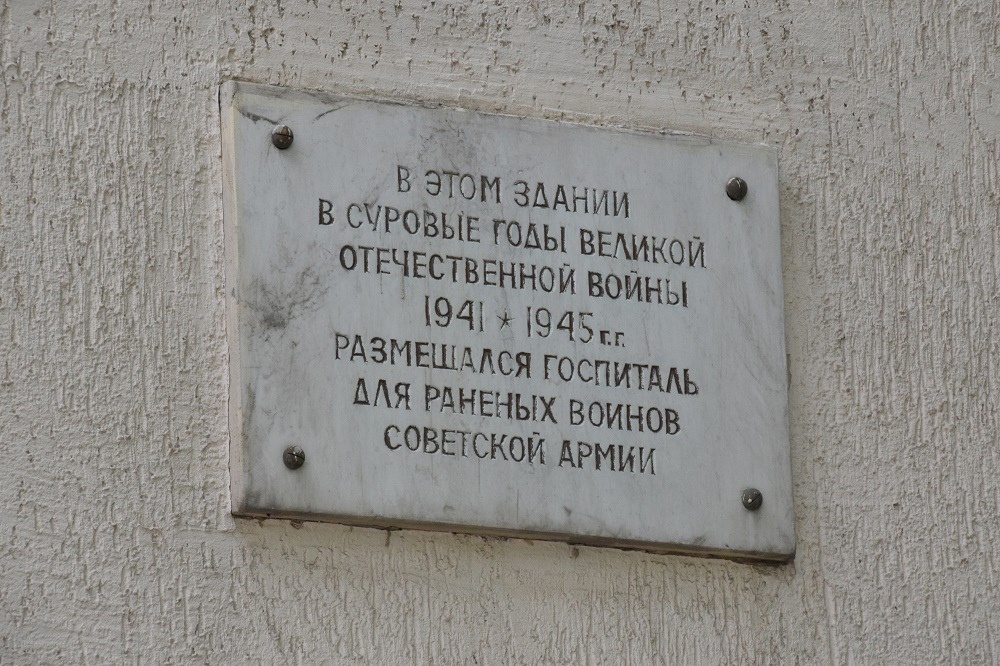 В ЭТОМ ЗДАНИИ
В СУРОВЫЕ ГОДЫ ВЕЛИКОЙ
ОТЕЧЕСТВЕННОЙ ВОЙНЫ
1941 ★ 1945 г.г.
РАЗМЕЩАЛСЯ ГОСПИТАЛЬ
ДЛЯ РАНЕНЫХ ВОИНОВ
СОВЕТСКОЙ АРМИИ